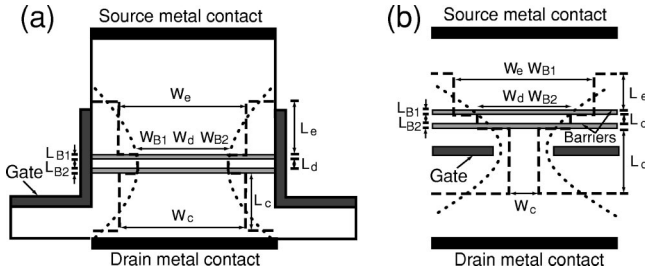 (a)
Source metal contact
We
WB1 Wd WB2
LB1
LB2
Le
Ld
Gate
Lc
Wc
Drain metal contact
(b)
Source metal contact
We WB1
Wd WB2
LB1
LB2
Le
Ld
Barriers
Gate
Lc
Wc
Drain metal contact